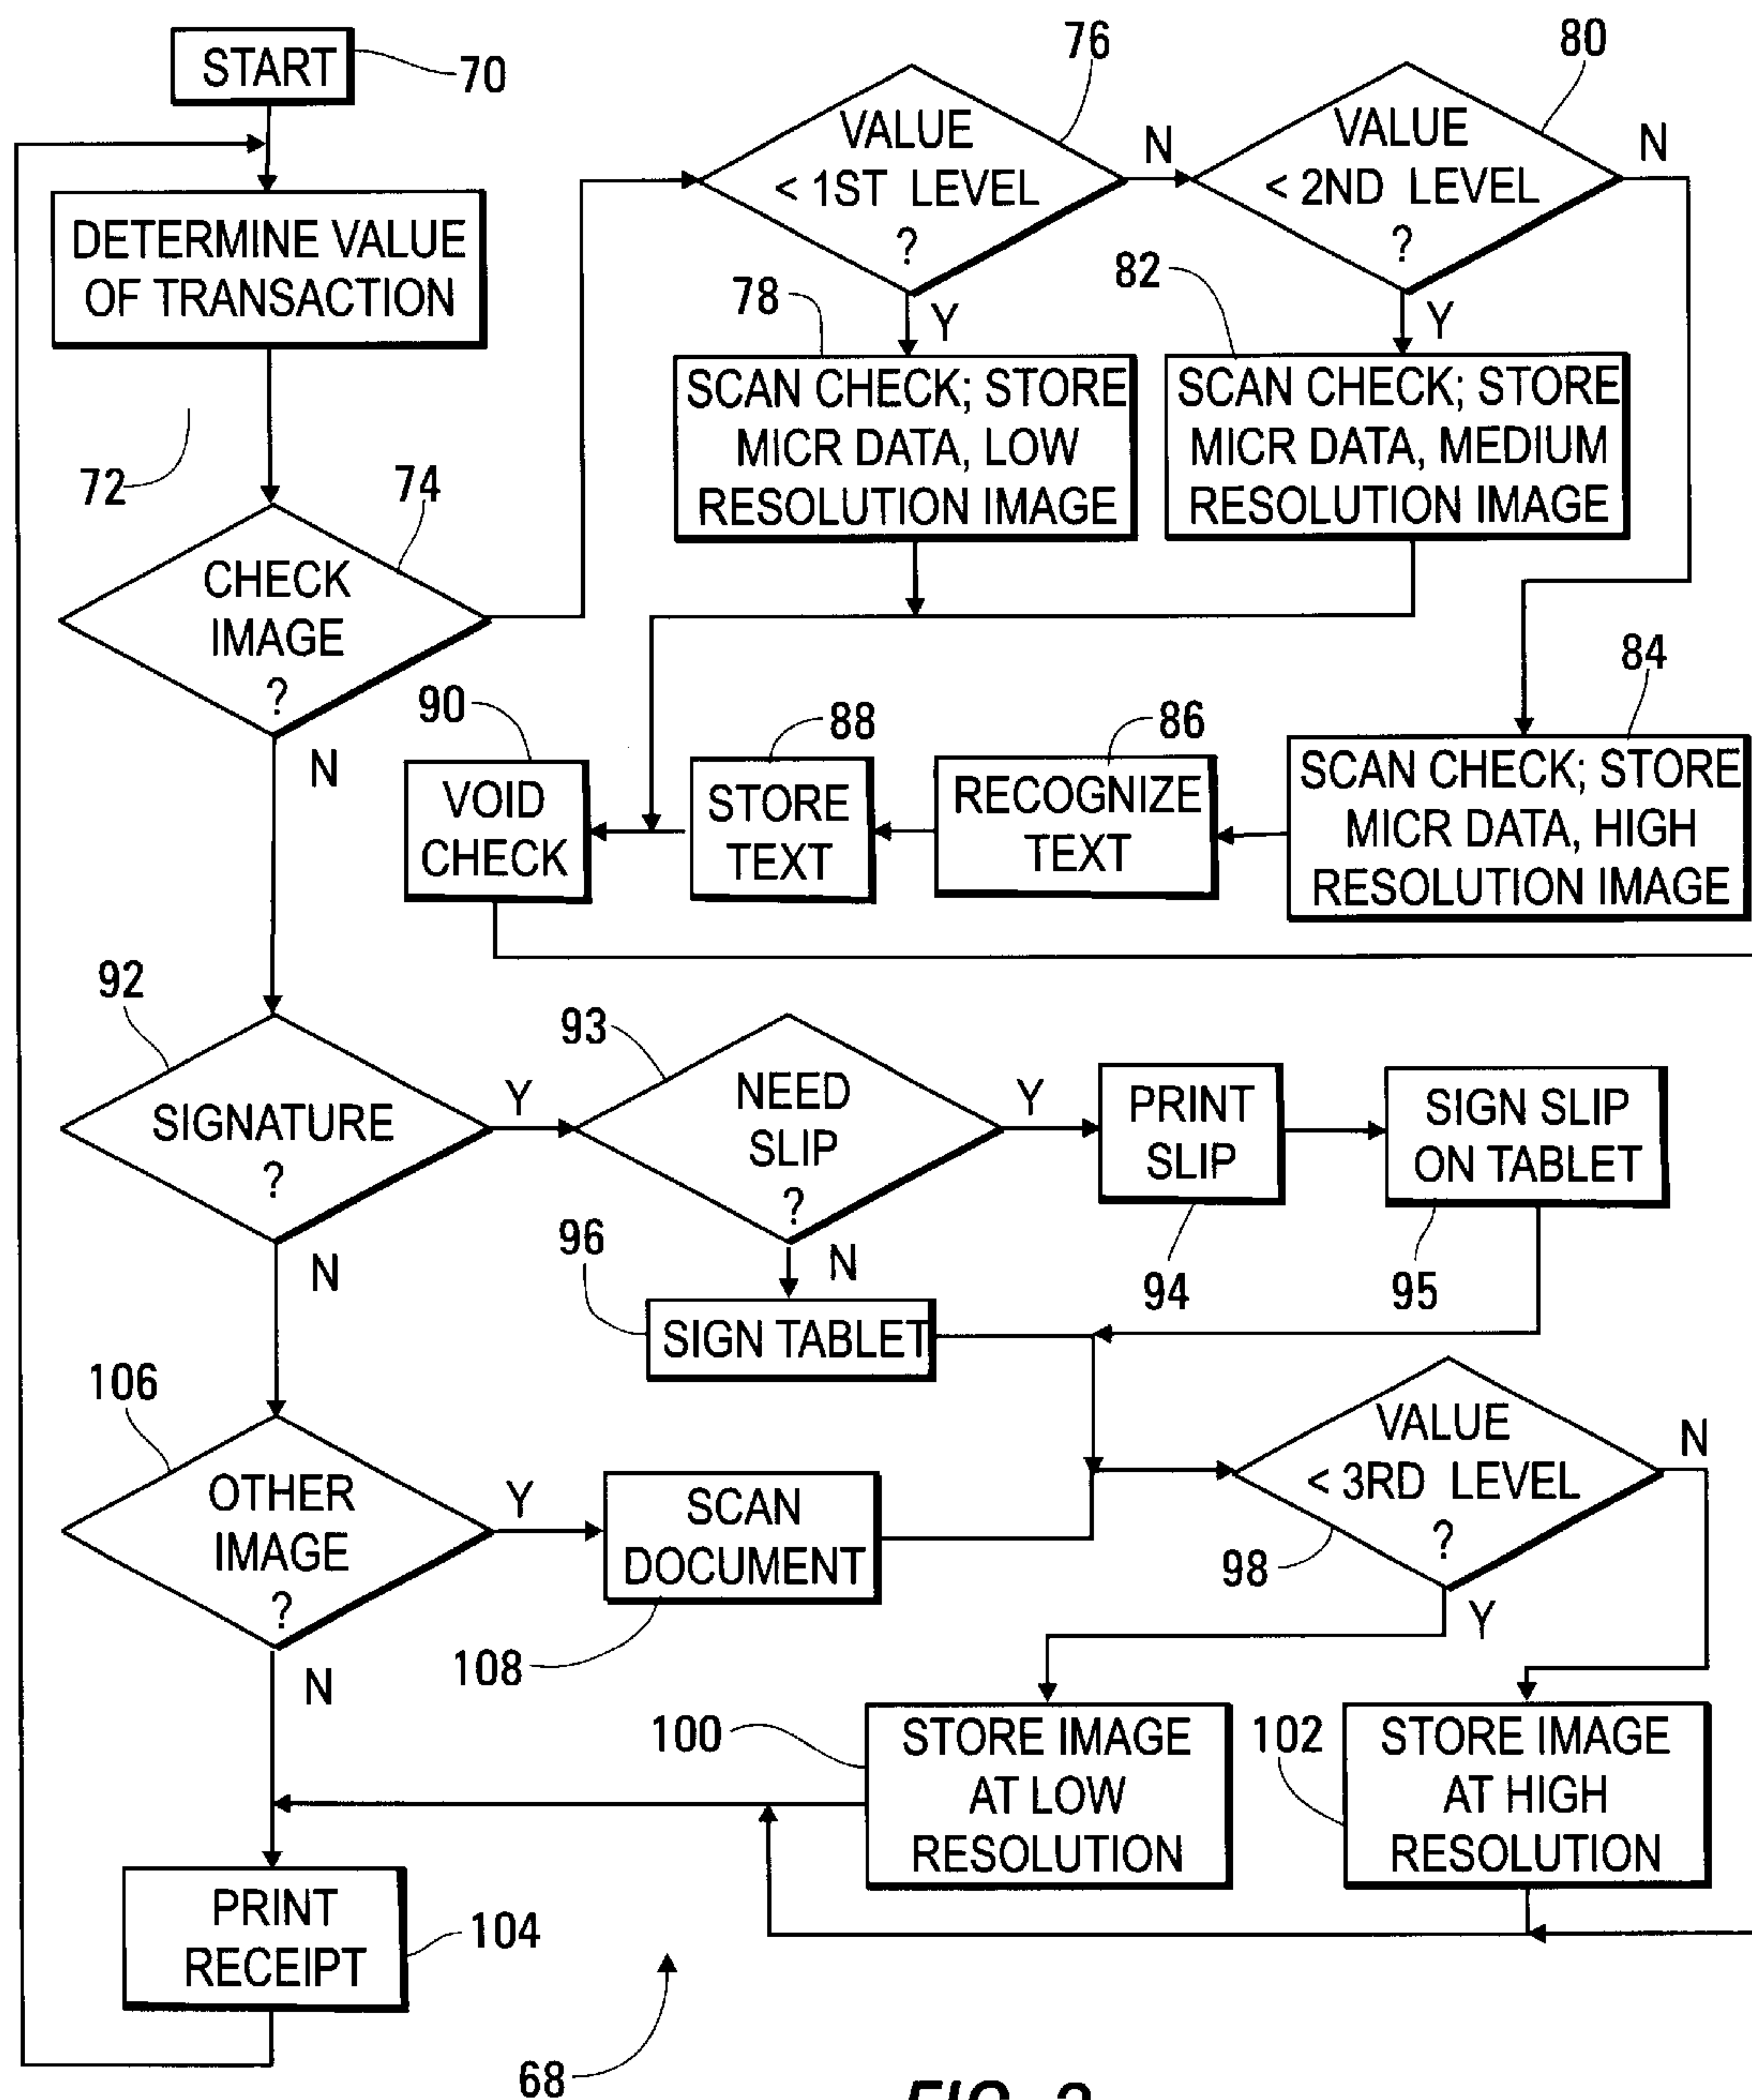 START
70
DETERMINE VALUE
OF TRANSACTION
72
74
CHECK
IMAGE
?
N
76
VALUE
< 1ST LEVEL
?
N
Y
80
VALUE
< 2ND LEVEL
?
N
Y
78
SCAN CHECK; STORE
MICR DATA, LOW
RESOLUTION IMAGE
82
SCAN CHECK; STORE
MICR DATA, MEDIUM
RESOLUTION IMAGE
84
SCAN CHECK; STORE
MICR DATA, HIGH
RESOLUTION IMAGE
86
RECOGNIZE
TEXT
88
STORE
TEXT
90
VOID
CHECK
92
SIGNATURE
?
Y
N
93
NEED
SLIP
?
Y
N
PRINT
SLIP
94
SIGN SLIP
ON TABLET
95
96
SIGN TABLET
106
OTHER
IMAGE
?
Y
N
SCAN
DOCUMENT
108
VALUE
< 3RD LEVEL
?
98
N
Y
100
STORE IMAGE
AT LOW
RESOLUTION
102
STORE IMAGE
AT HIGH
RESOLUTION
PRINT
RECEIPT
104
68